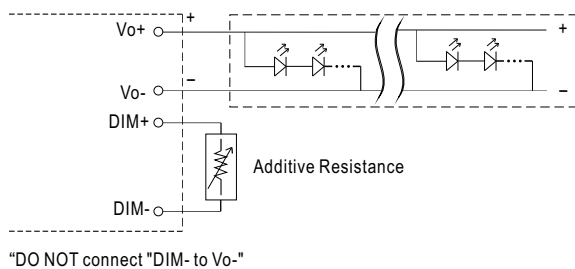 Vo+
+
+
Vo-
−
−
DIM+
Additive Resistance
DIM-
“DO NOT connect "DIM- to Vo-"